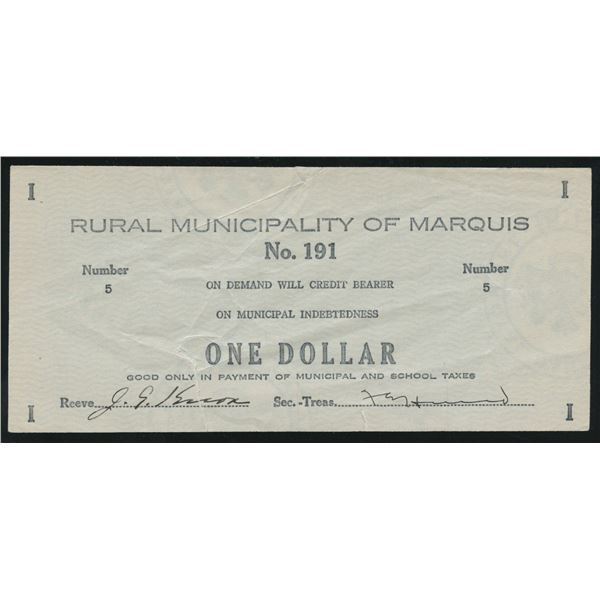 I I
RURAL MUNICIPALITY OF MARQUIS
No. 191
Number Number
5 5
ON DEMAND WILL CREDIT BEARER
ON MUNICIPAL INDEBTEDNESS
ONE DOLLAR
GOOD ONLY IN PAYMENT OF MUNICIPAL AND SCHOOL TAXES
Reeve J. G. Sec.-Treas.
I I